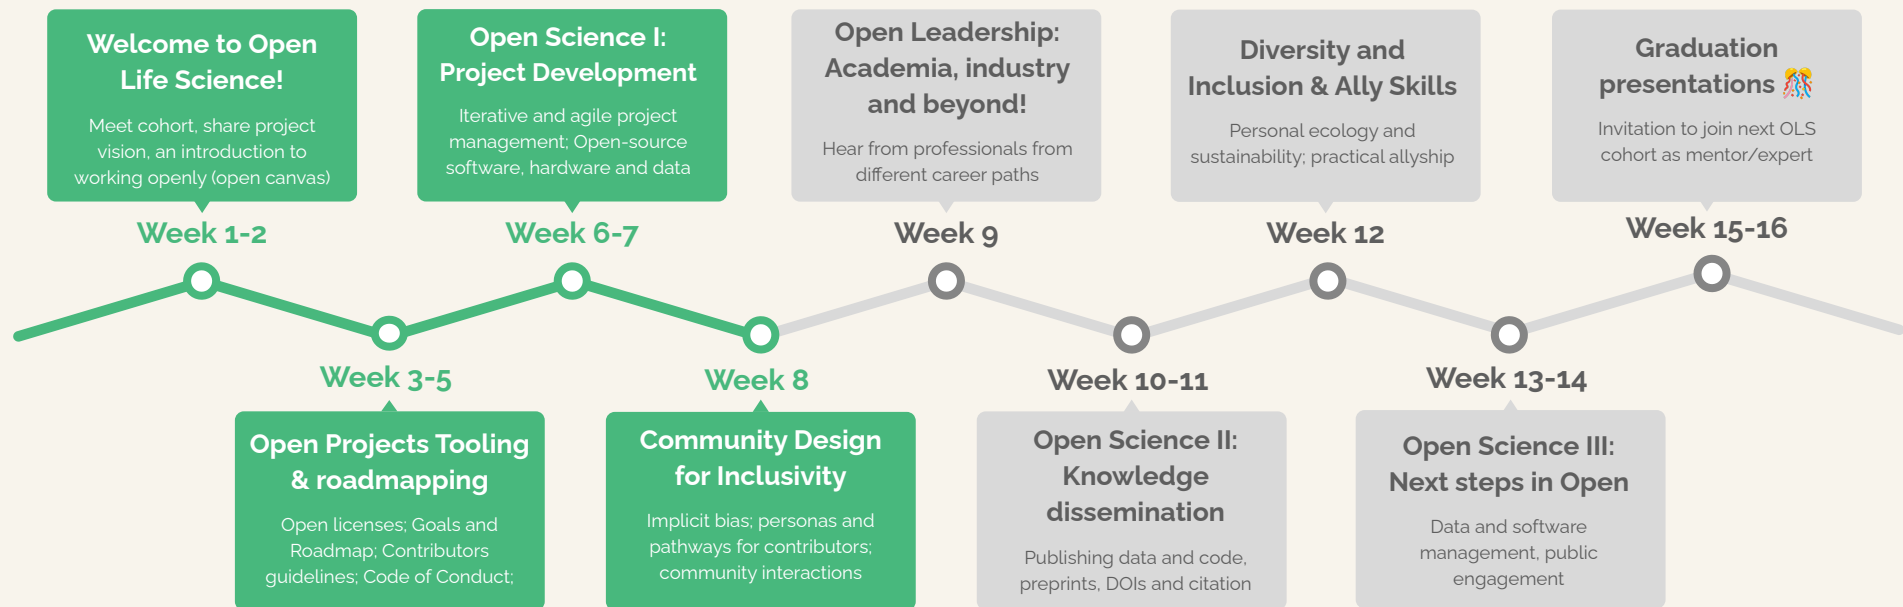 Welcome to Open
Life Science!
Meet cohort, share project
vision, an introduction to
working openly (open canvas)
Week 1-2
Open Projects Tooling
& roadmapping
Open licenses; Goals and
Roadmap; Contributors
guidelines; Code of Conduct;
Week 3-5
Open Science I:
Project Development
Iterative and agile project
management; Open-source
software, hardware and data
Week 6-7
Community Design
for Inclusivity
Implicit bias; personas and
pathways for contributors;
community interactions
Week 8
Open Leadership:
Academia, industry
and beyond!
Hear from professionals from
different career paths
Week 9
Open Science II:
Knowledge
dissemination
Publishing data and code,
preprints, DOIs and citation
Week 10-11
Diversity and
Inclusion & Ally Skills
Personal ecology and
sustainability; practical allyship
Week 12
Open Science III:
Next steps in Open
Data and software
management, public
engagement
Week 13-14
Graduation
presentations 🎊
Invitation to join next OLS
cohort as mentor/expert
Week 15-16